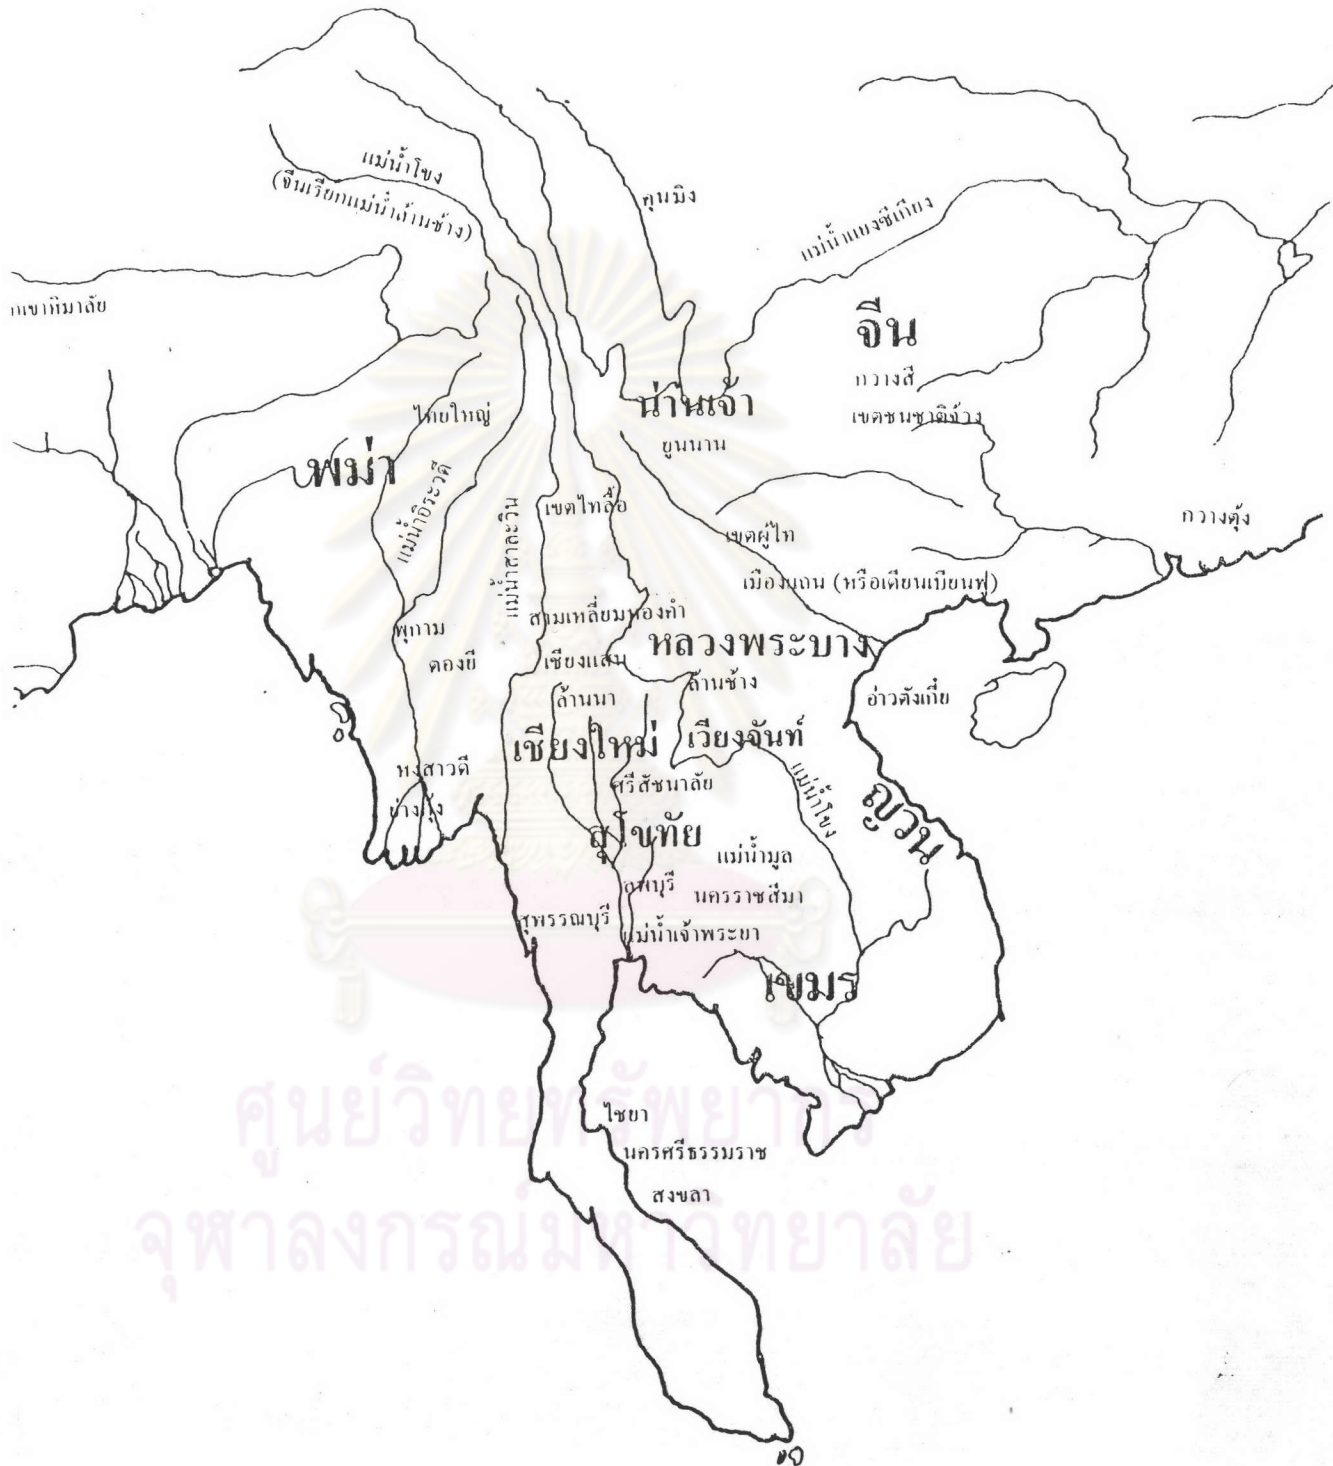 แม่น้ำโขง
(จีนเรียกแม่น้ำล้านช้าง)
คุนมิง
แม่น้ำแยงซีเกียง
กเขาหิมาลัย
จีน
กวางสี
เขตชนชาติจ้วง
น่านเจ้า
ยูนนาน
ไทยใหญ่
พม่า
แม่น้ำอิระวดี
แม่น้ำสาละวิน
เขตไทลื้อ
กวางตุ้ง
เขตผู้ไท
เมืองแถน (หรือเดียนเบียนฟู)
สามเหลี่ยมทองคำ
พุกาม
หลวงพระบาง
ตองยี
เชียงแสน
ล้านช้าง
ล้านนา
อ่าวตังเกี๋ย
เชียงใหม่
เวียงจันท์
หงสาวดี
ศรีสัชนาลัย
แม่น้ำโขง
ญวน
ย่างกุ้ง
สุโขทัย
แม่น้ำมูล
ลพบุรี
นครราชสีมา
สุพรรณบุรี
แม่น้ำเจ้าพระยา
เขมร
ไชยา
นครศรีธรรมราช
สงขลา
ศูนย์วิทยทรัพยากร
จุฬาลงกรณ์มหาวิทยาลัย